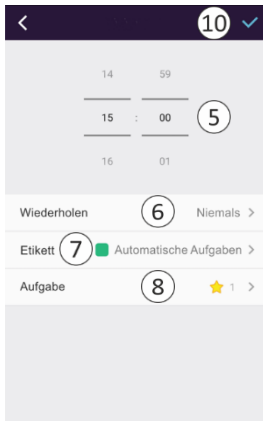 10
14 59
15 : 00 5
16 01
Wiederholen 6 Niemals >
Etikett 7 Automatische Aufgaben >
Aufgabe 8 1 >